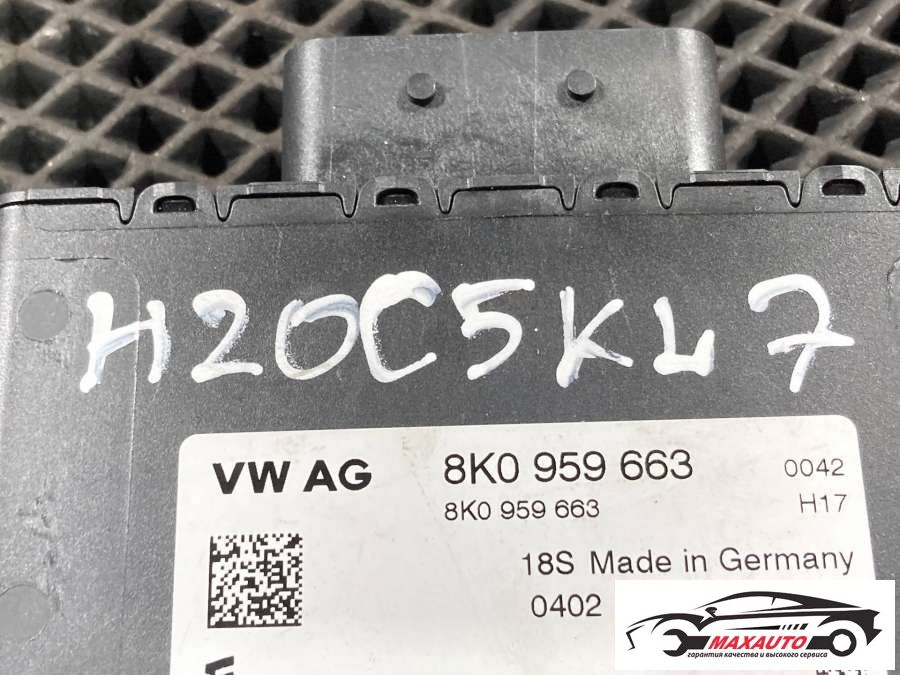 H20C5KL7
VW AG 8K0 959 663 0042
8K0 959 663 H17
18S Made in Germany
0402
MAXAUTO
гарантия качества и высокого сервиса